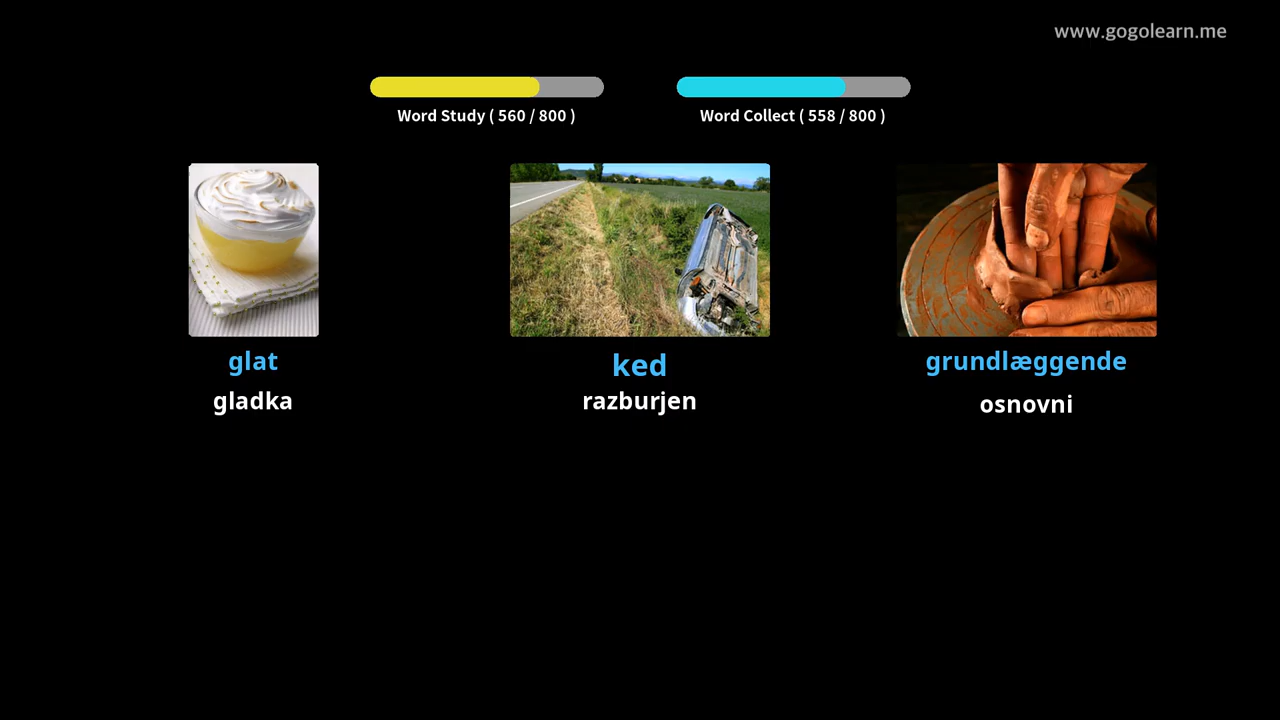 www.gogolearn.me
Word Study ( 560 / 800 )
Word Collect ( 558 / 800 )
glat
gladka
ked
razburjen
grundlæggende
osnovni